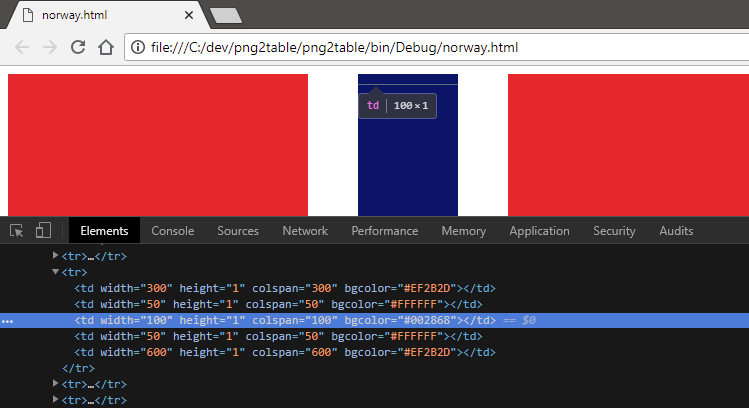 norway.html
file:///C:/dev/png2table/png2table/bin/Debug/norway.html
td 100×1
Elements Console Sources Network Performance Memory Application Security Audits
<tr>…</tr>
<tr>
<td width="300" height="1" colspan="300" bgcolor="#EF2B2D"></td>
<td width="50" height="1" colspan="50" bgcolor="#FFFFFF"></td>
… <td width="100" height="1" colspan="100" bgcolor="#002868"></td> == $0
<td width="50" height="1" colspan="50" bgcolor="#FFFFFF"></td>
<td width="600" height="1" colspan="600" bgcolor="#EF2B2D"></td>
</tr>
<tr>…</tr>
<tr>…</tr>